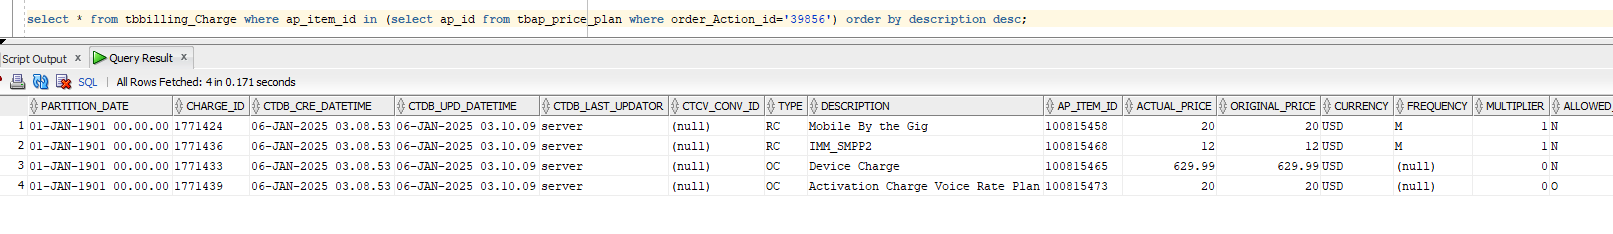 select * from tbbilling_Charge where ap_item_id in (select ap_id from tbap_price_plan where order_Action_id='39856') order by description desc;
Script Output x Query Result x
SQL | All Rows Fetched: 4 in 0.171 seconds
PARTITION_DATE CHARGE_ID CTDB_CRE_DATETIME CTDB_UPD_DATETIME CTDB_LAST_UPDATOR CTCV_CONV_ID TYPE DESCRIPTION AP_ITEM_ID ACTUAL_PRICE ORIGINAL_PRICE CURRENCY FREQUENCY MULTIPLIER ALLOWED_
1 01-JAN-1901 00.00.00 1771424 06-JAN-2025 03.08.53 06-JAN-2025 03.10.09 server (null) RC Mobile By the Gig 100815458 20 20 USD M 1 N
2 01-JAN-1901 00.00.00 1771436 06-JAN-2025 03.08.53 06-JAN-2025 03.10.09 server (null) RC IMM_SMPP2 100815468 12 12 USD M 1 N
3 01-JAN-1901 00.00.00 1771433 06-JAN-2025 03.08.53 06-JAN-2025 03.10.09 server (null) OC Device Charge 100815465 629.99 629.99 USD (null) 0 N
4 01-JAN-1901 00.00.00 1771439 06-JAN-2025 03.08.53 06-JAN-2025 03.10.09 server (null) OC Activation Charge Voice Rate Plan 100815473 20 20 USD (null) 0 O